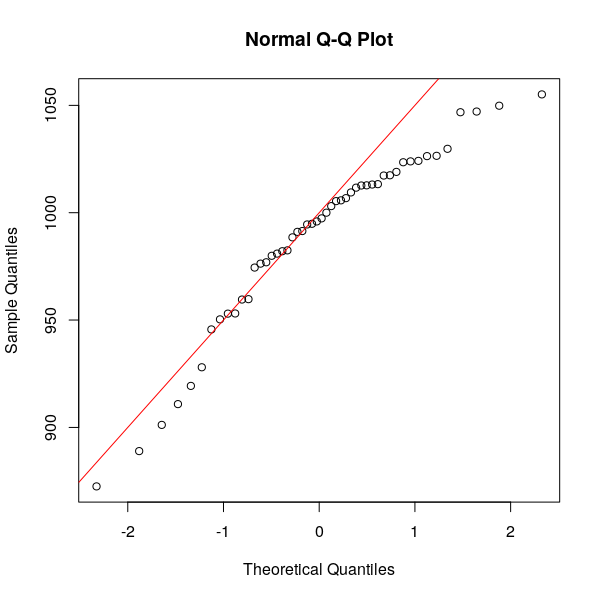 Normal Q-Q Plot
1050
1000
950
900
Sample Quantiles
-2 -1 0 1 2
Theoretical Quantiles